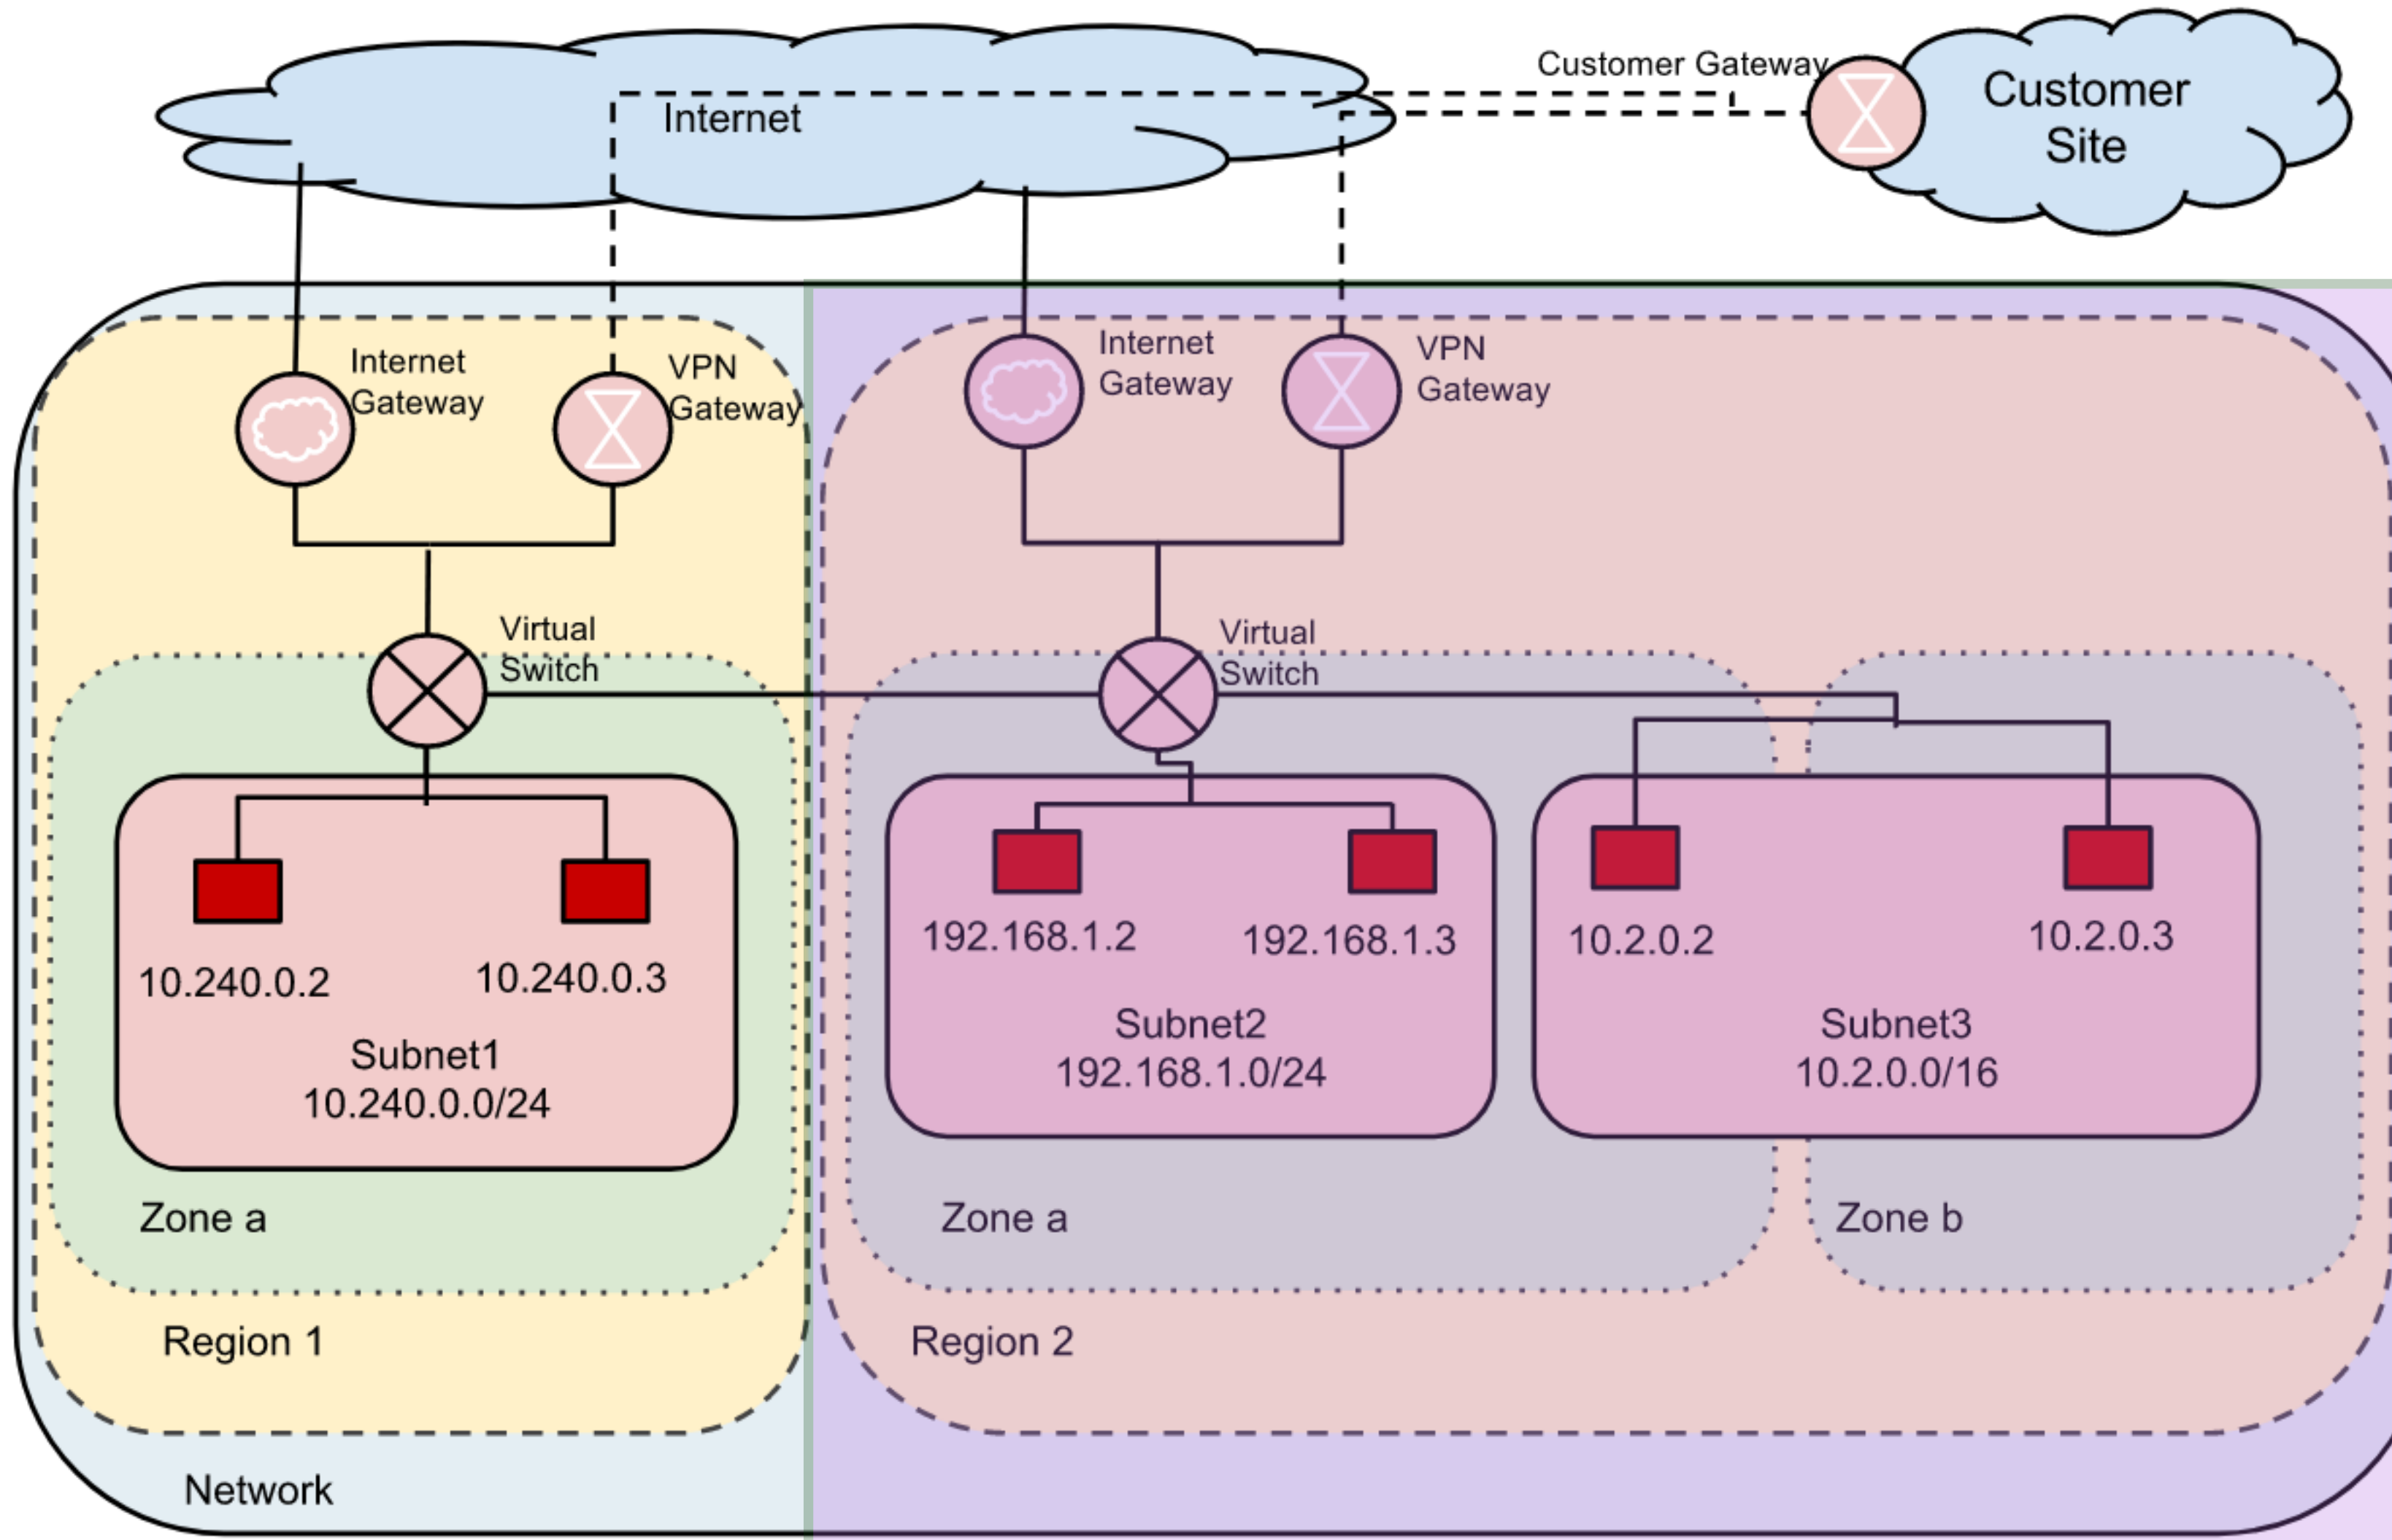 Customer Gateway
Customer
Site
Internet
Internet
Gateway
VPN
Gateway
Internet
Gateway
VPN
Gateway
Virtual
Switch
Virtual
Switch
10.240.0.2
10.240.0.3
Subnet1
10.240.0.0/24
192.168.1.2
192.168.1.3
Subnet2
192.168.1.0/24
10.2.0.2
10.2.0.3
Subnet3
10.2.0.0/16
Zone a
Zone a
Zone b
Region 1
Region 2
Network